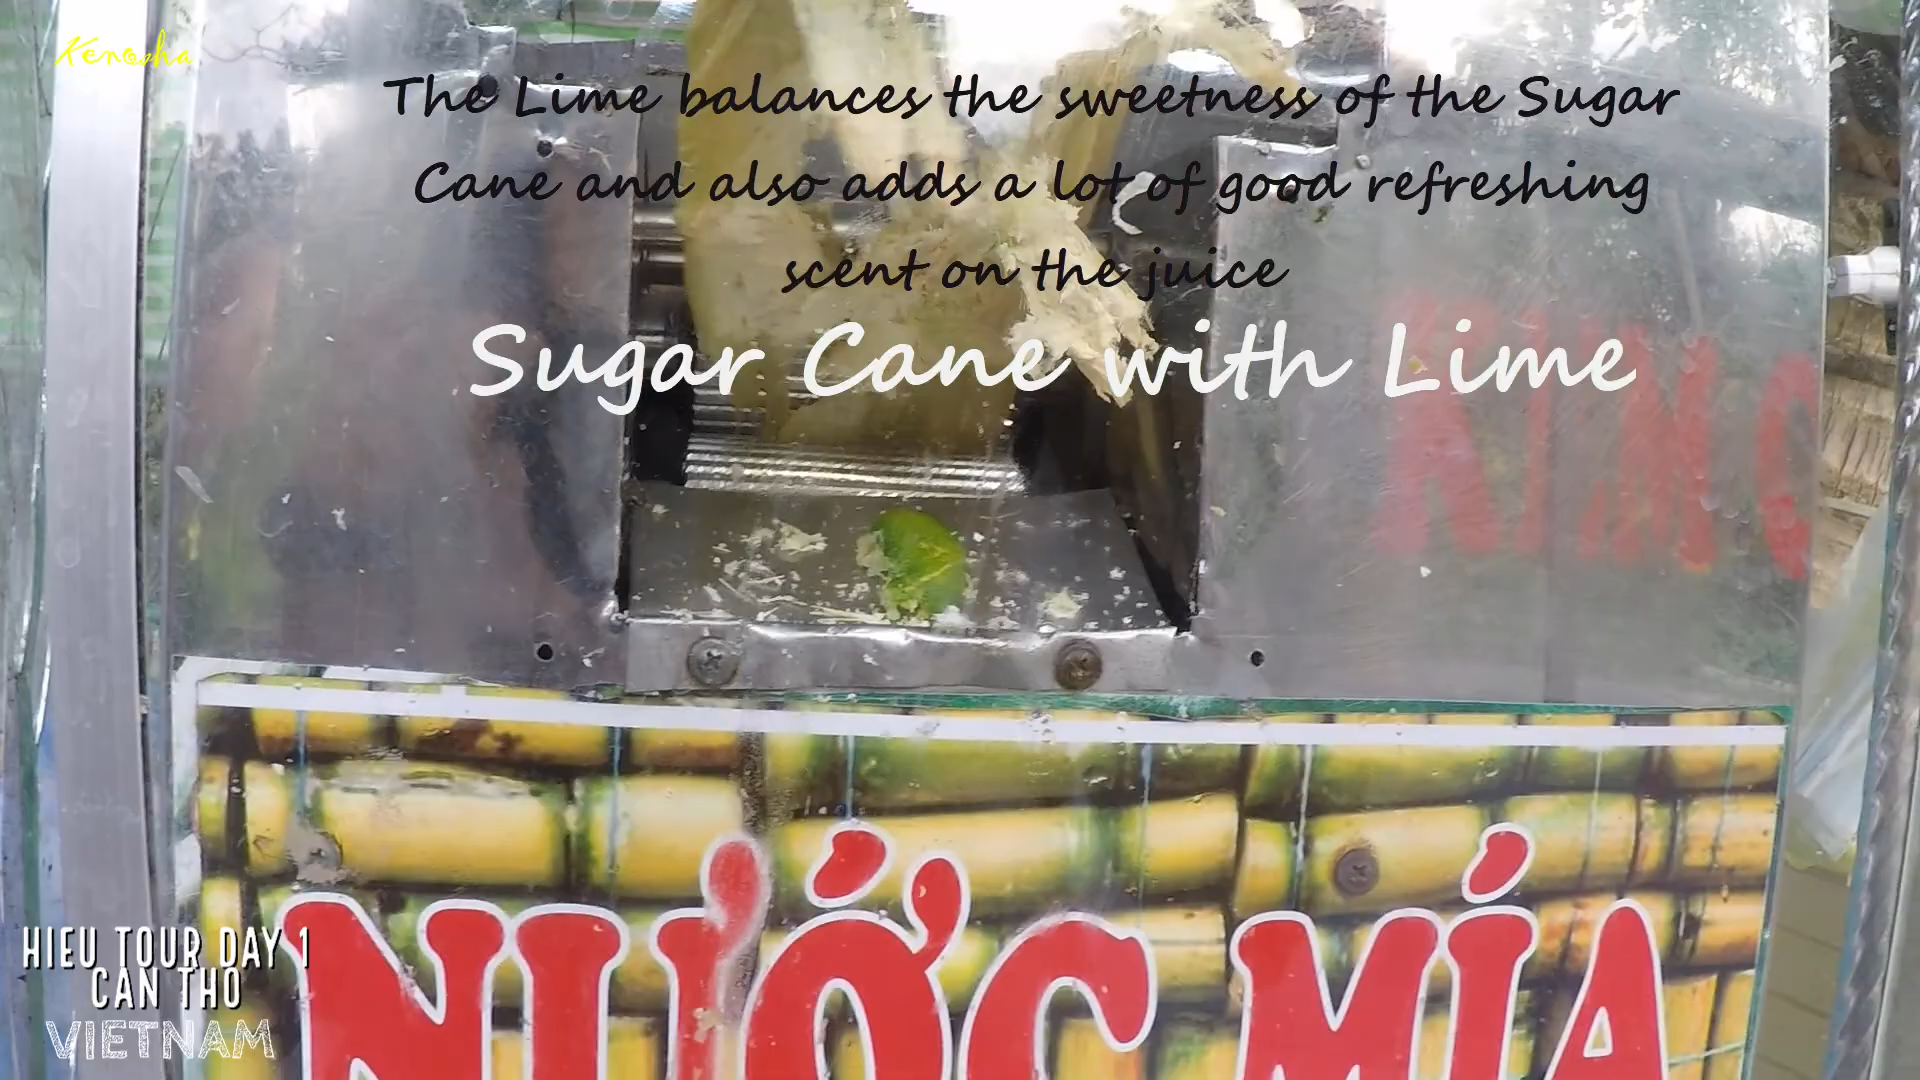 Kenosha
The Lime balances the sweetness of the Sugar
Cane and also adds a lot of good refreshing
scent on the juice
Sugar Cane with Lime
KIM
HIEU TOUR DAY 1
CAN THO
VIETNAM
NƯỚC MÍA